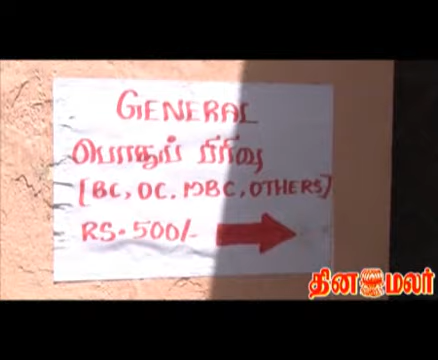 GENERAL
பொதுப் பிரிவு
[BC, OC. MBC, OTHERS]
RS. 500/-
தினமலர்